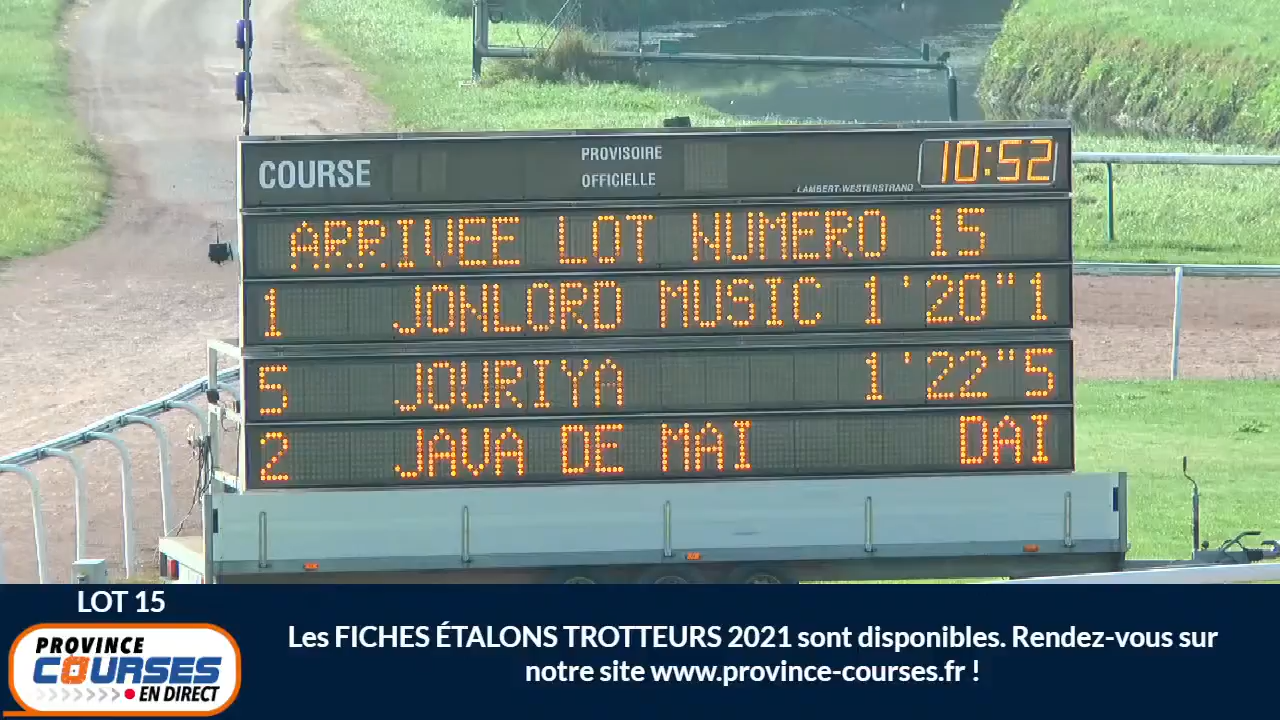 COURSE
PROVISOIRE
OFFICIELLE
LAMBERT-WESTERSTRAND
10:52
ARRIVEE LOT NUMERO 15
1 JONLORD MUSIC 1'20"1
5 JOURIYA 1'22"5
2 JAVA DE MAI DAI
LOT 15
PROVINCE
COURSES
EN DIRECT
Les FICHES ÉTALONS TROTTEURS 2021 sont disponibles. Rendez-vous sur
notre site www.province-courses.fr !